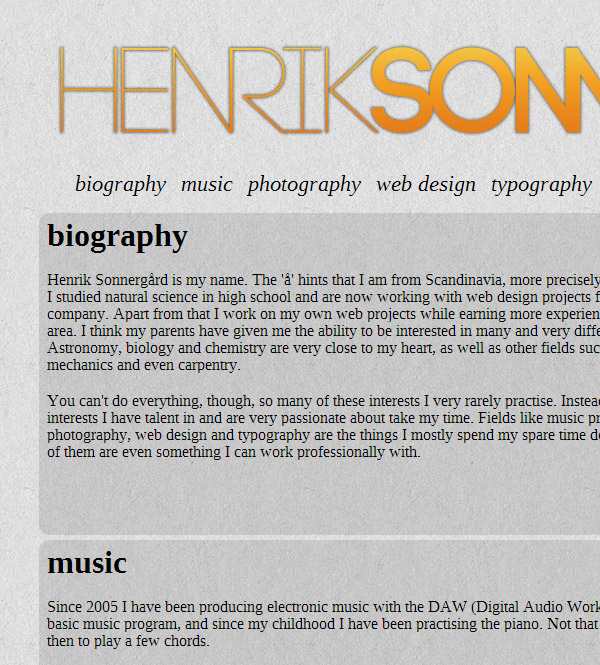 HENRIKSONN
biography music photography web design typography
biography
Henrik Sonnergård is my name. The 'å' hints that I am from Scandinavia, more precisely
I studied natural science in high school and are now working with web design projects f
company. Apart from that I work on my own web projects while earning more experien
area. I think my parents have given me the ability to be interested in many and very diffe
Astronomy, biology and chemistry are very close to my heart, as well as other fields suc
mechanics and even carpentry.
You can't do everything, though, so many of these interests I very rarely practise. Instead
interests I have talent in and are very passionate about take my time. Fields like music pr
photography, web design and typography are the things I mostly spend my spare time do
of them are even something I can work professionally with.
music
Since 2005 I have been producing electronic music with the DAW (Digital Audio Work
basic music program, and since my childhood I have been practising the piano. Not that
then to play a few chords.